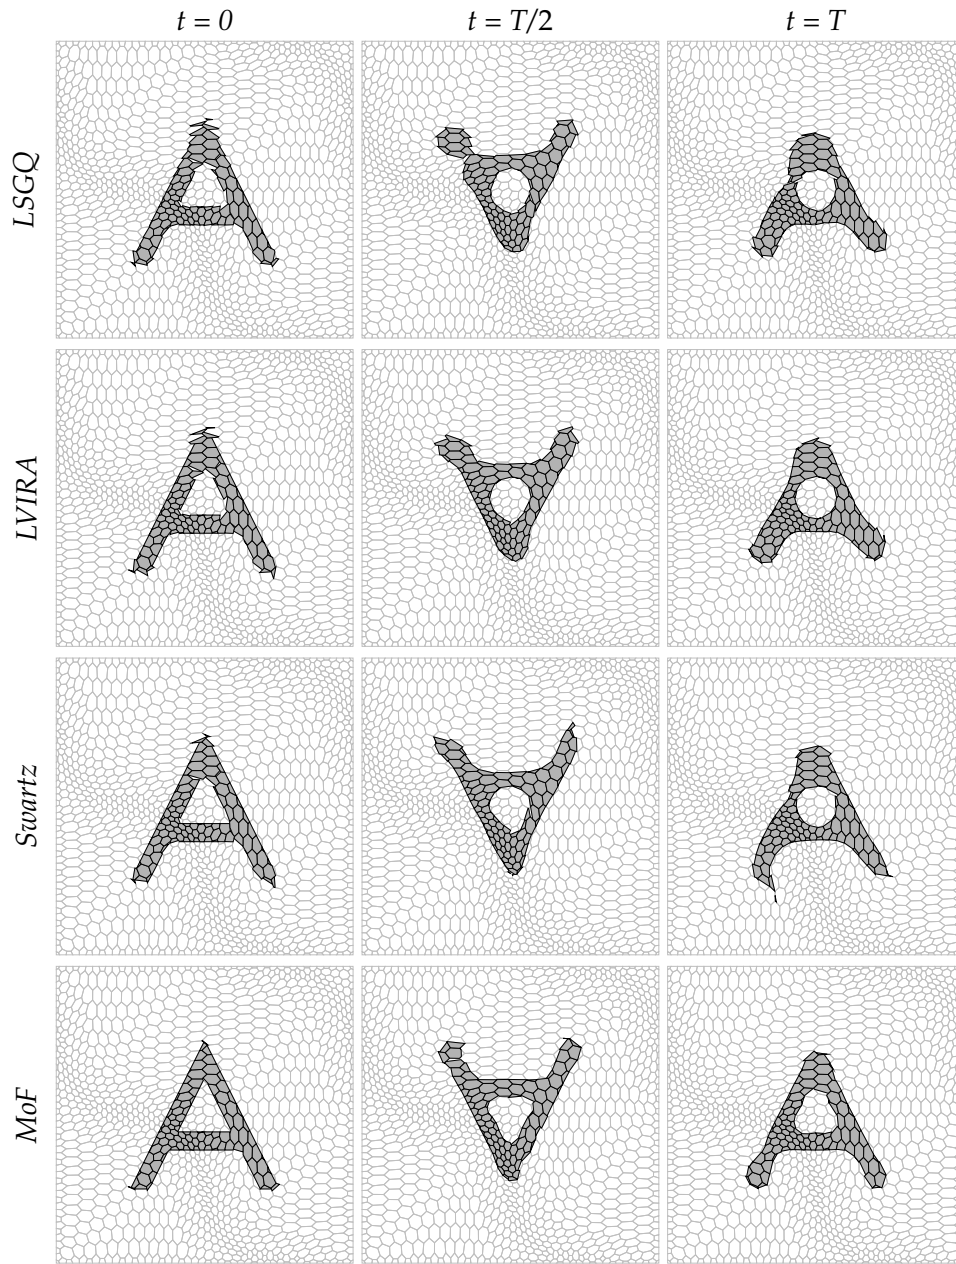 t = 0 t = T/2 t = T
LSGQ
LVIRA
Swartz
MoF